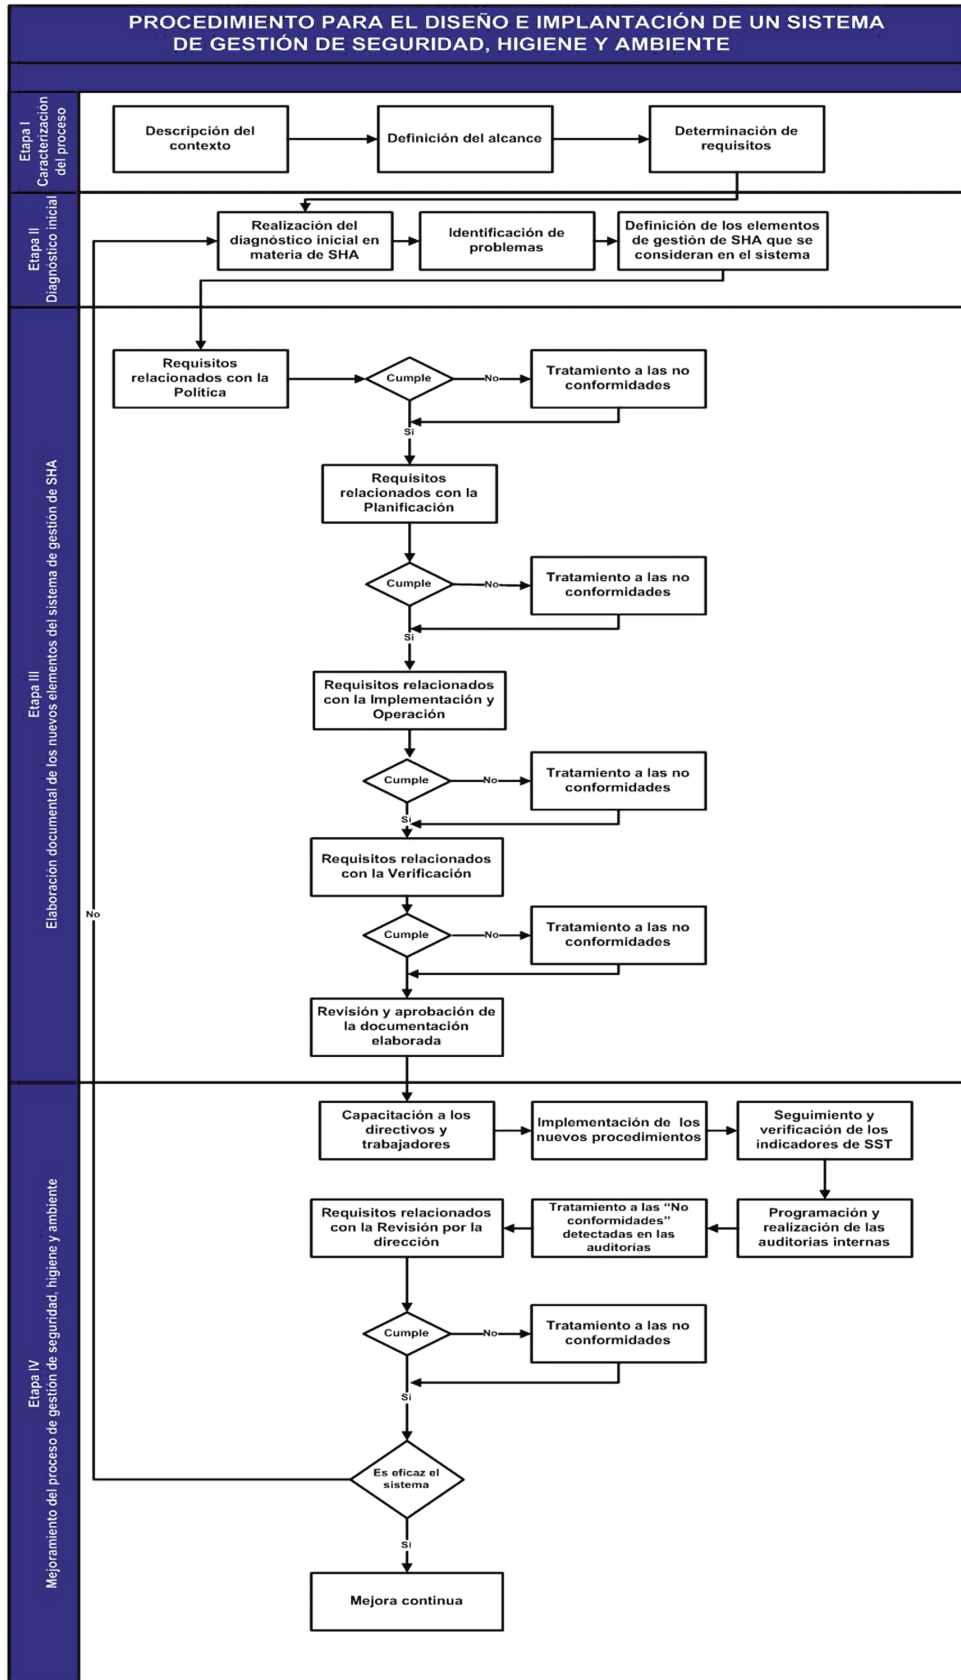 PROCEDIMIENTO PARA EL DISEÑO E IMPLANTACIÓN DE UN SISTEMA
DE GESTIÓN DE SEGURIDAD, HIGIENE Y AMBIENTE
Etapa I
Caracterización
del proceso
Descripción del
contexto
Definición del alcance
Determinación de
requisitos
Etapa II
Diagnóstico inicial
Realización del
diagnóstico inicial en
materia de SHA
Identificación de
problemas
Definición de los elementos
de gestión de SHA que se
consideran en el sistema
Etapa III
Elaboración documental de los nuevos elementos del sistema de gestión de SHA
Requisitos
relacionados con la
Política
Cumple
No
Tratamiento a las no
conformidades
Si
Requisitos
relacionados con la
Planificación
Cumple
No
Tratamiento a las no
conformidades
Si
Requisitos relacionados
con la Implementación y
Operación
Cumple
No
Tratamiento a las no
conformidades
Si
Requisitos relacionados
con la Verificación
No
Cumple
No
Tratamiento a las no
conformidades
Revisión y aprobación de
la documentación
elaborada
Etapa IV
Mejoramiento del proceso de gestión de seguridad, higiene y ambiente
Capacitación a los
directivos y
trabajadores
Implementación de los
nuevos procedimientos
Seguimiento y
verificación de los
indicadores de SST
Requisitos relacionados
con la Revisión por la
dirección
Tratamiento a las “No
conformidades”
detectadas en las
auditorías
Programación y
realización de las
auditorias internas
Cumple
No
Tratamiento a las no
conformidades
Si
Es eficaz el
sistema
Si
Mejora continua